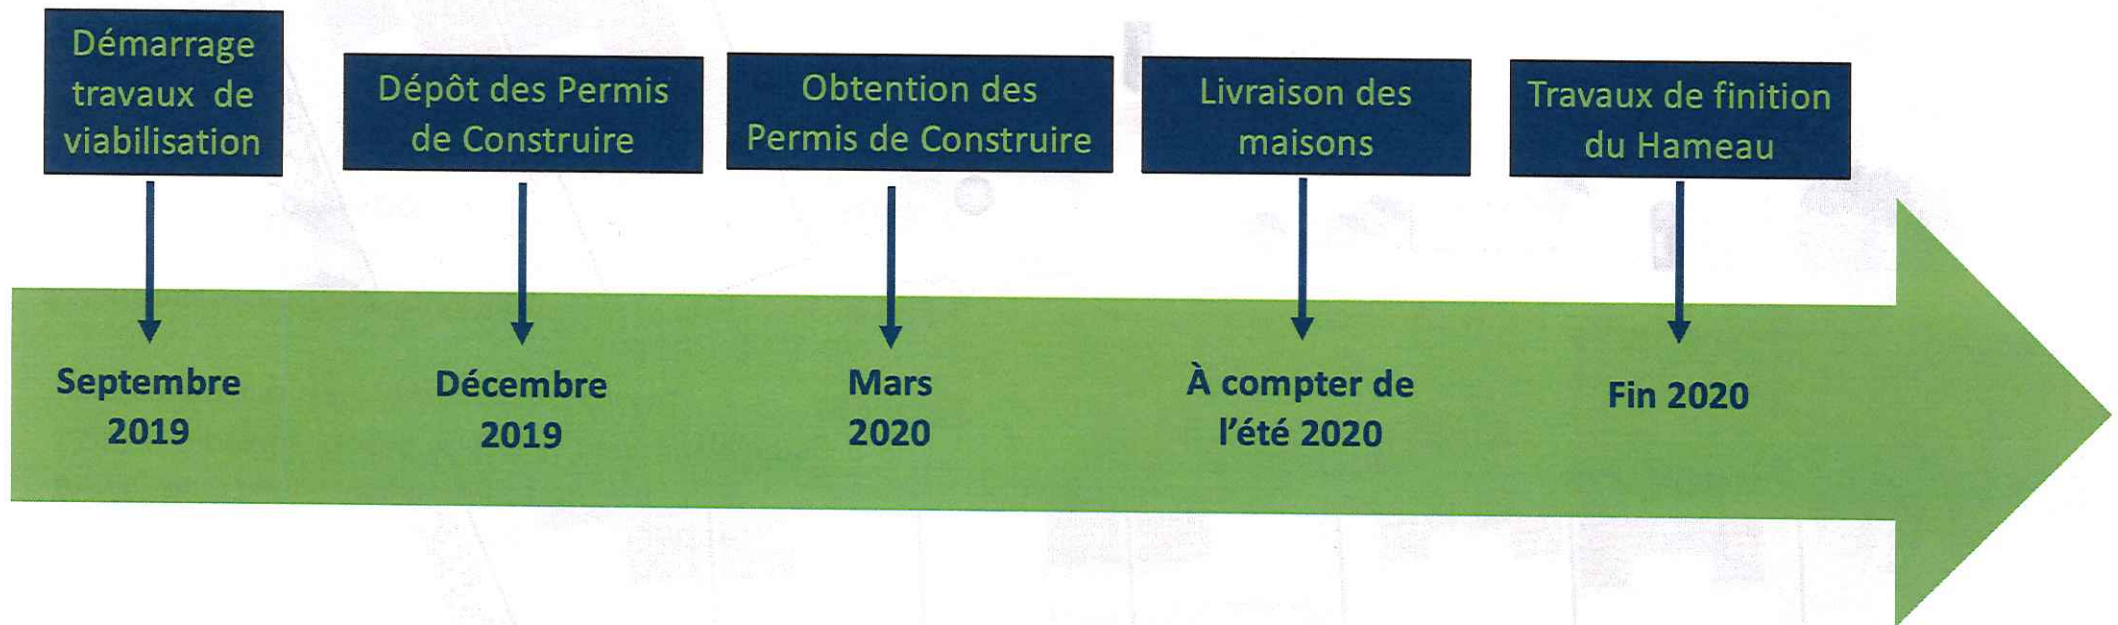 Démarrage
travaux de
viabilisation
Dépôt des Permis
de Construire
Obtention des
Permis de Construire
Livraison des
maisons
Travaux de finition
du Hameau
Septembre
2019
Décembre
2019
Mars
2020
À compter de
l'été 2020
Fin 2020